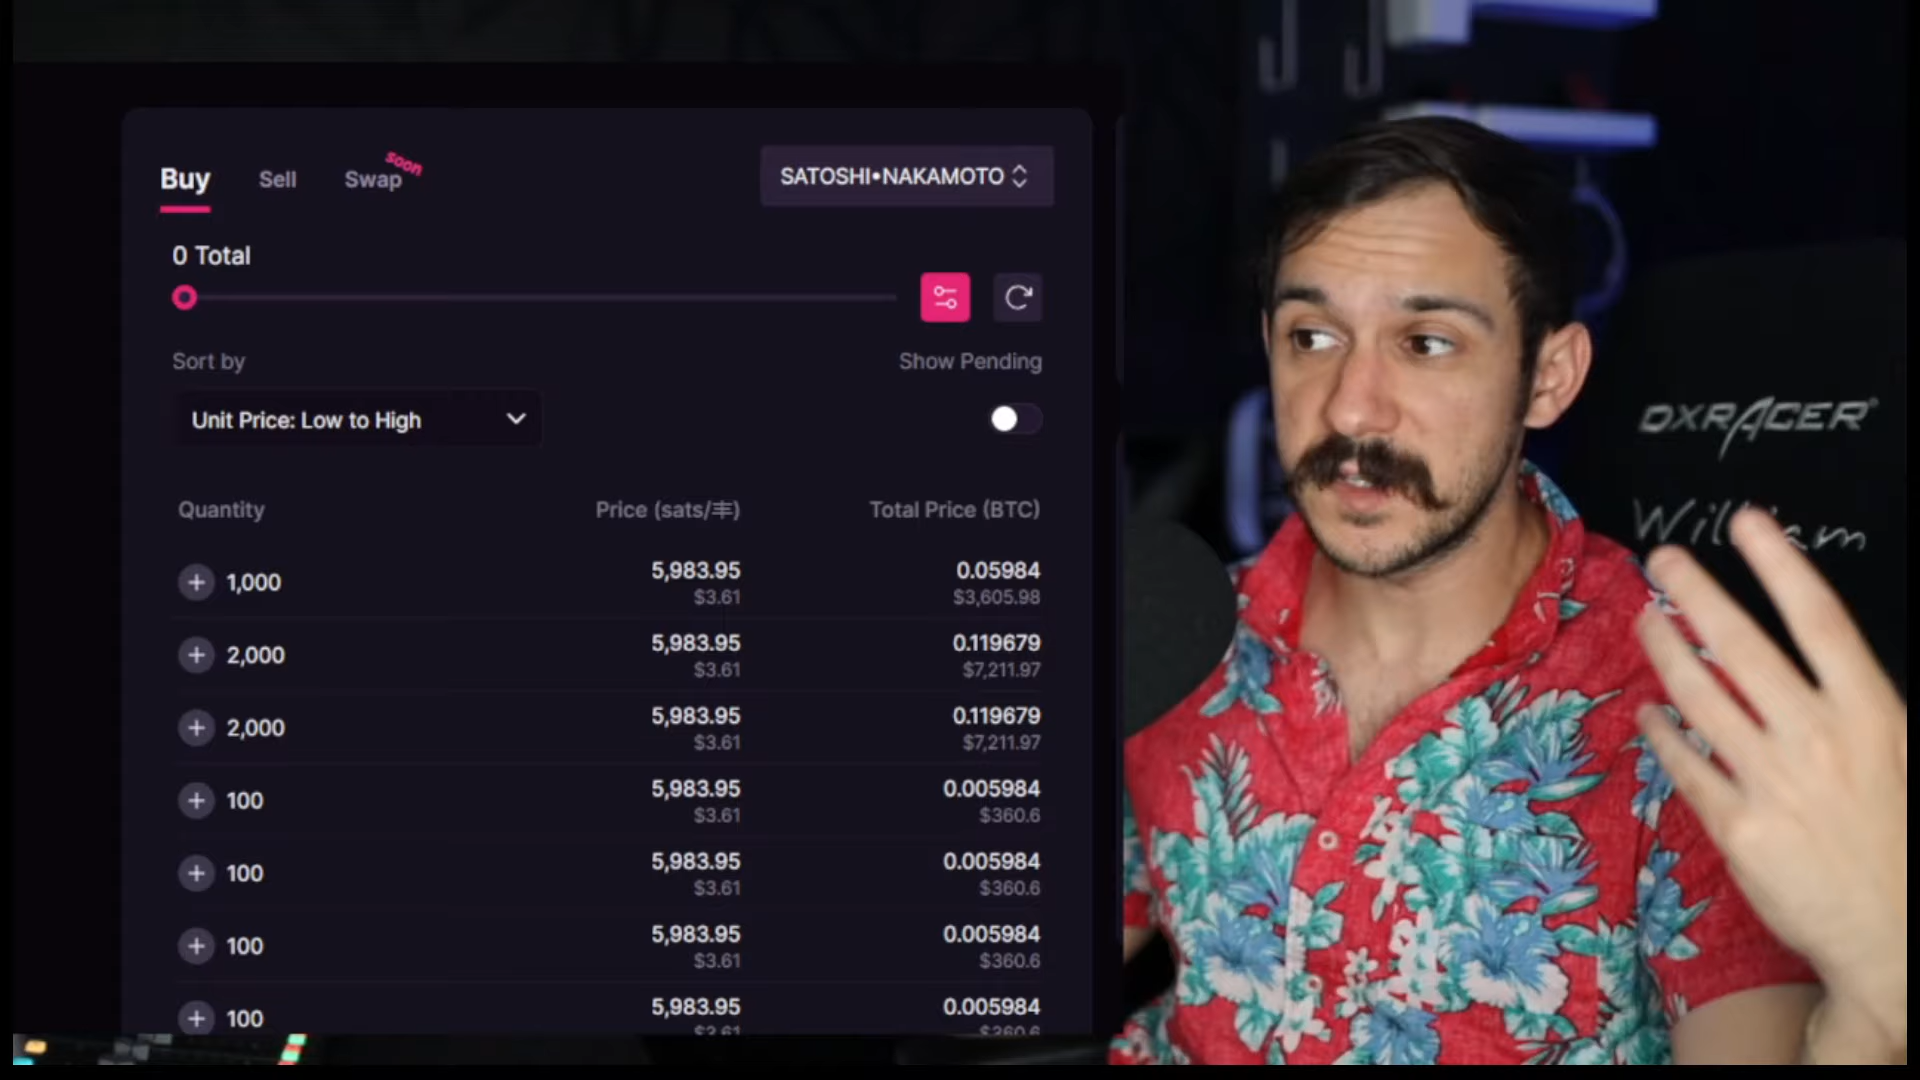 Buy Sell Swap soon
SATOSHI•NAKAMOTO
0 Total
Sort by Show Pending
Unit Price: Low to High
Quantity Price (sats/丰) Total Price (BTC)
1,000 5,983.95 0.05984
$3.61 $3,605.98
2,000 5,983.95 0.119679
$3.61 $7,211.97
2,000 5,983.95 0.119679
$3.61 $7,211.97
100 5,983.95 0.005984
$3.61 $360.6
100 5,983.95 0.005984
$3.61 $360.6
100 5,983.95 0.005984
$3.61 $360.6
100 5,983.95 0.005984
$3.61 $360.6
DXRACER®
William